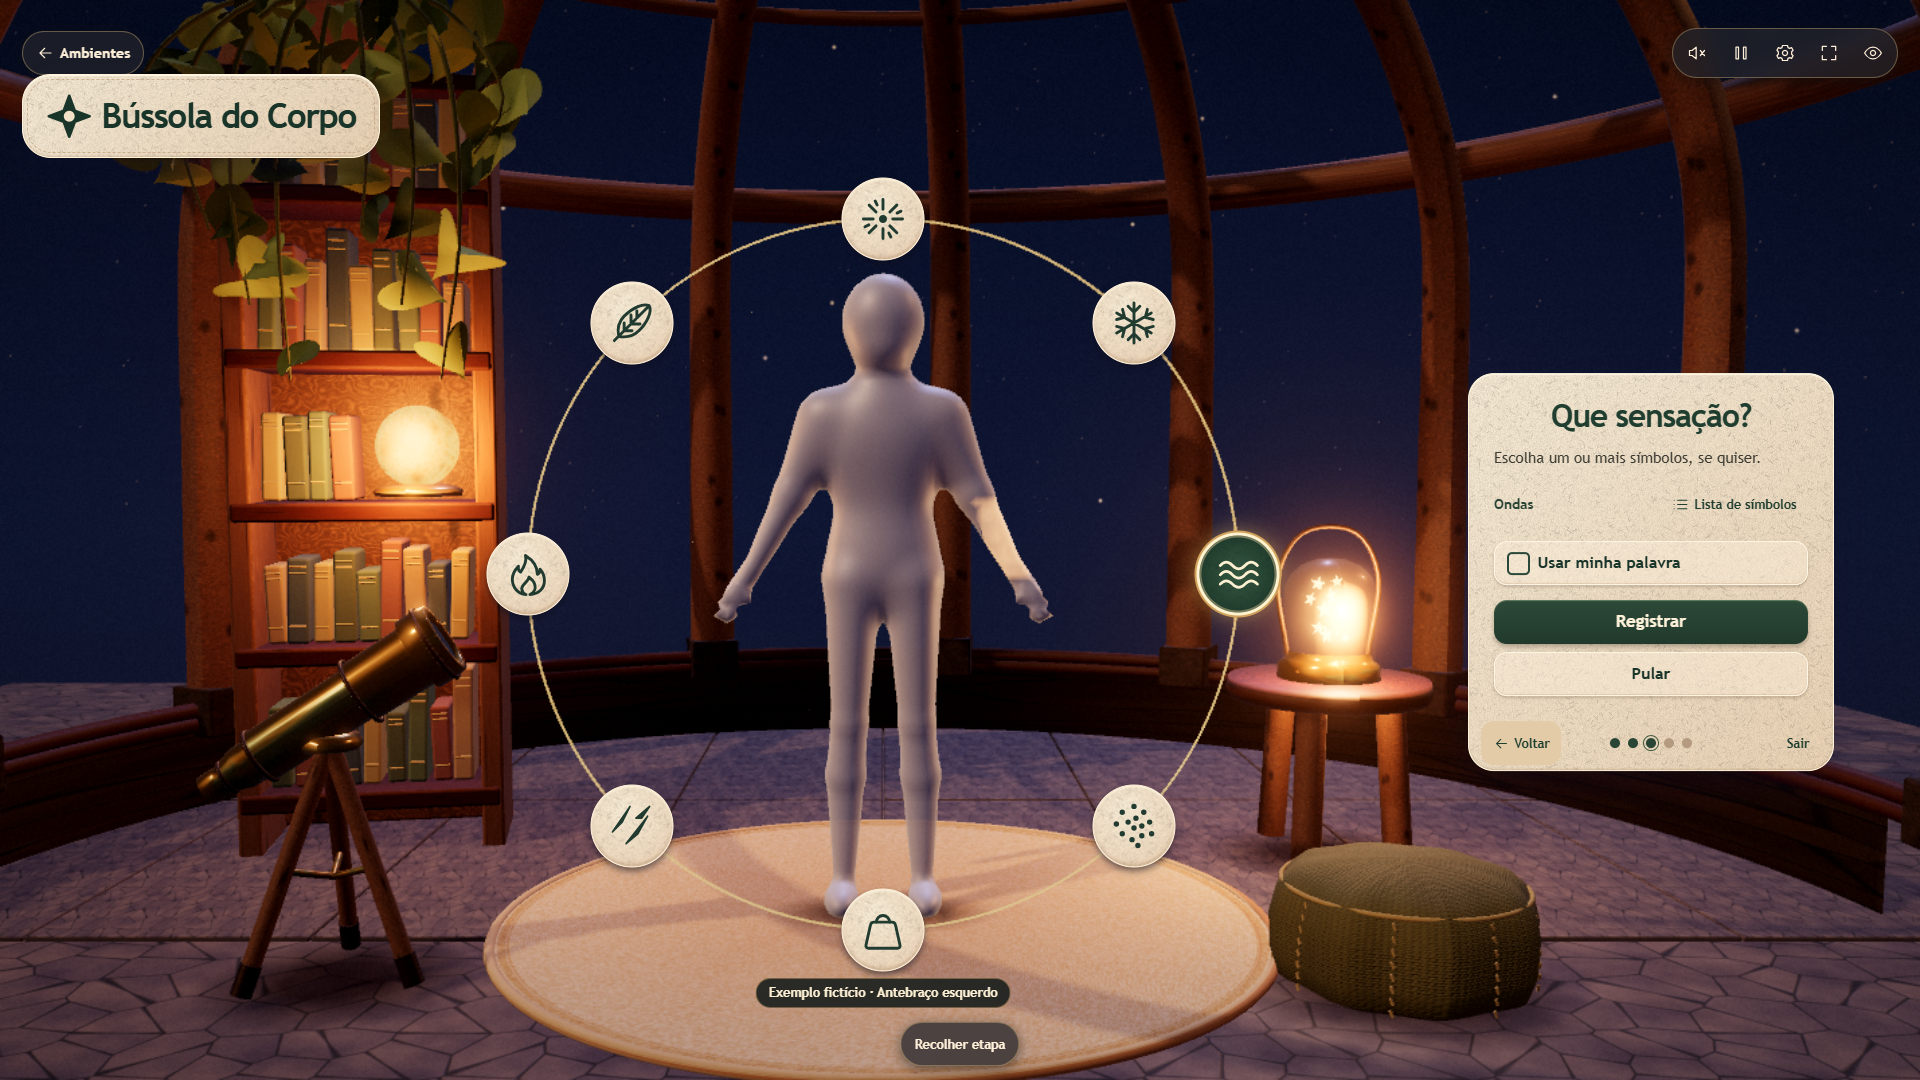 Ambientes
Bússola do Corpo
Que sensação?
Escolha um ou mais símbolos, se quiser.
Ondas
Lista de símbolos
Usar minha palavra
Registrar
Pular
Voltar
Sair
Exemplo fictício · Antebraço esquerdo
Recolher etapa